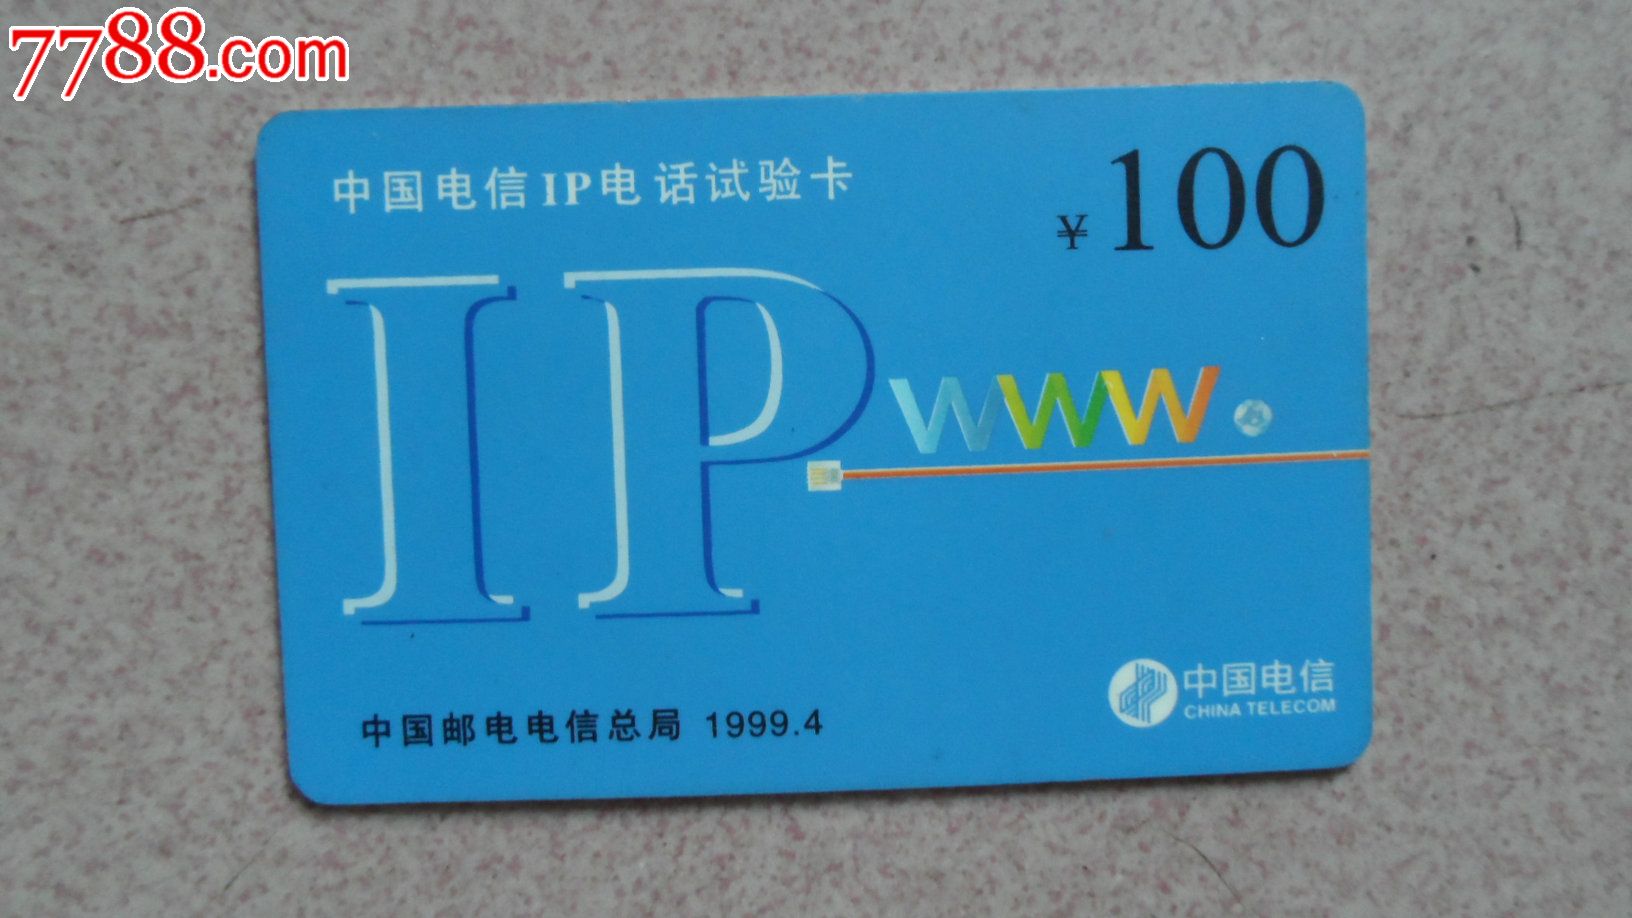 7788.com
中国电信IP电话试验卡
¥100
IP
www.
中国电信
CHINA TELECOM
中国邮电电信总局 1999.4